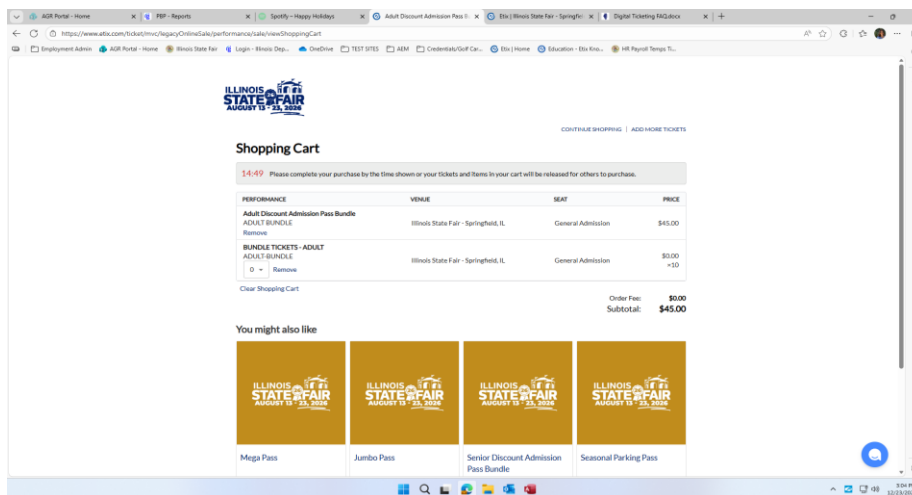 AGR Portal - Home
PBP - Reports
Spotify – Happy Holidays
Adult Discount Admission Pass B
Etix | Illinois State Fair - Springfie
Digital Ticketing FAQ.docx
https://www.etix.com/ticket/mvc/legacyOnlineSale/performance/sale/viewShoppingCart
Employment Admin
AGR Portal - Home
Illinois State Fair
Login - Illinois Dep...
OneDrive
TEST SITES
AEM
Credentials/Golf Car...
Etix | Home
Education - Etix Kno...
HR Payroll Temps Ti...
ILLINOIS
STATE FAIR
AUGUST 13 - 23, 2026
CONTINUE SHOPPING | ADD MORE TICKETS
Shopping Cart
14:49 Please complete your purchase by the time shown or your tickets and items in your cart will be released for others to purchase.
PERFORMANCE VENUE SEAT PRICE
Adult Discount Admission Pass Bundle
ADULT BUNDLE Illinois State Fair - Springfield, IL General Admission $45.00
Remove
BUNDLE TICKETS - ADULT
ADULT-BUNDLE Illinois State Fair - Springfield, IL General Admission $0.00
×10
0 Remove
Clear Shopping Cart
Order Fee: $0.00
Subtotal: $45.00
You might also like
ILLINOIS
STATE FAIR
AUGUST 13 - 23, 2026
ILLINOIS
STATE FAIR
AUGUST 13 - 23, 2026
ILLINOIS
STATE FAIR
AUGUST 13 - 23, 2026
ILLINOIS
STATE FAIR
AUGUST 13 - 23, 2026
Mega Pass
Jumbo Pass
Senior Discount Admission
Pass Bundle
Seasonal Parking Pass
3:04 P